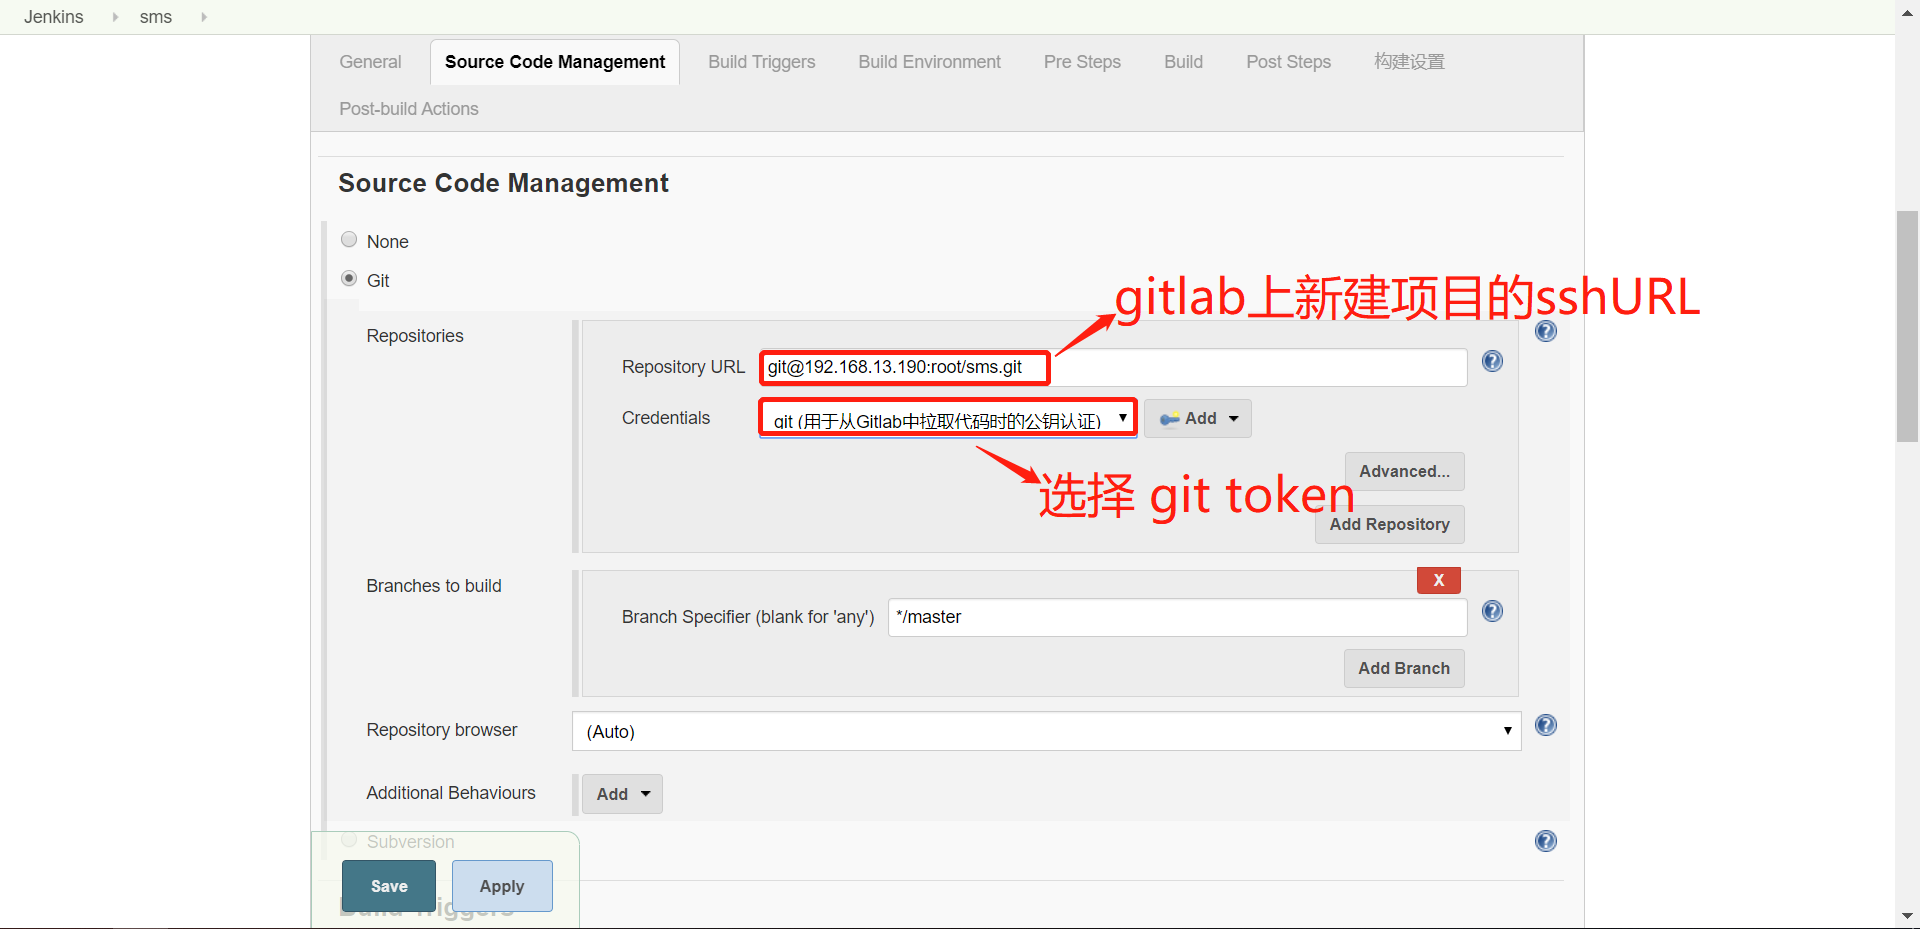 Jenkins sms
General Source Code Management Build Triggers Build Environment Pre Steps Build Post Steps 构建设置
Post-build Actions
Source Code Management
None
Git
gitlab上新建项目的sshURL
Repositories
Repository URL git@192.168.13.190:root/sms.git
Credentials git (用于从Gitlab中拉取代码时的公钥认证) Add
Advanced...
选择 git token
Add Repository
Branches to build
X
Branch Specifier (blank for 'any') */master
Add Branch
Repository browser (Auto)
Additional Behaviours Add
Subversion
Save Apply
Build Triggers